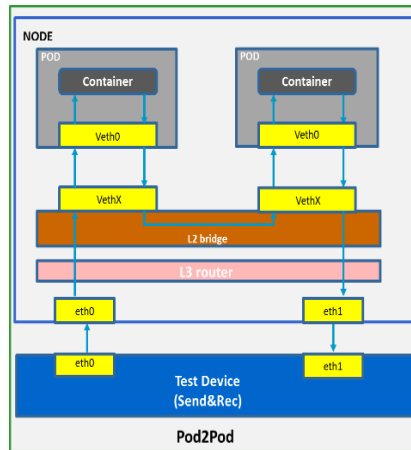 NODE
POD
POD
Container
Container
Veth0
Veth0
VethX
VethX
L2 bridge
L3 router
eth0
eth1
eth0
eth1
Test Device
(Send&Rec)
Pod2Pod